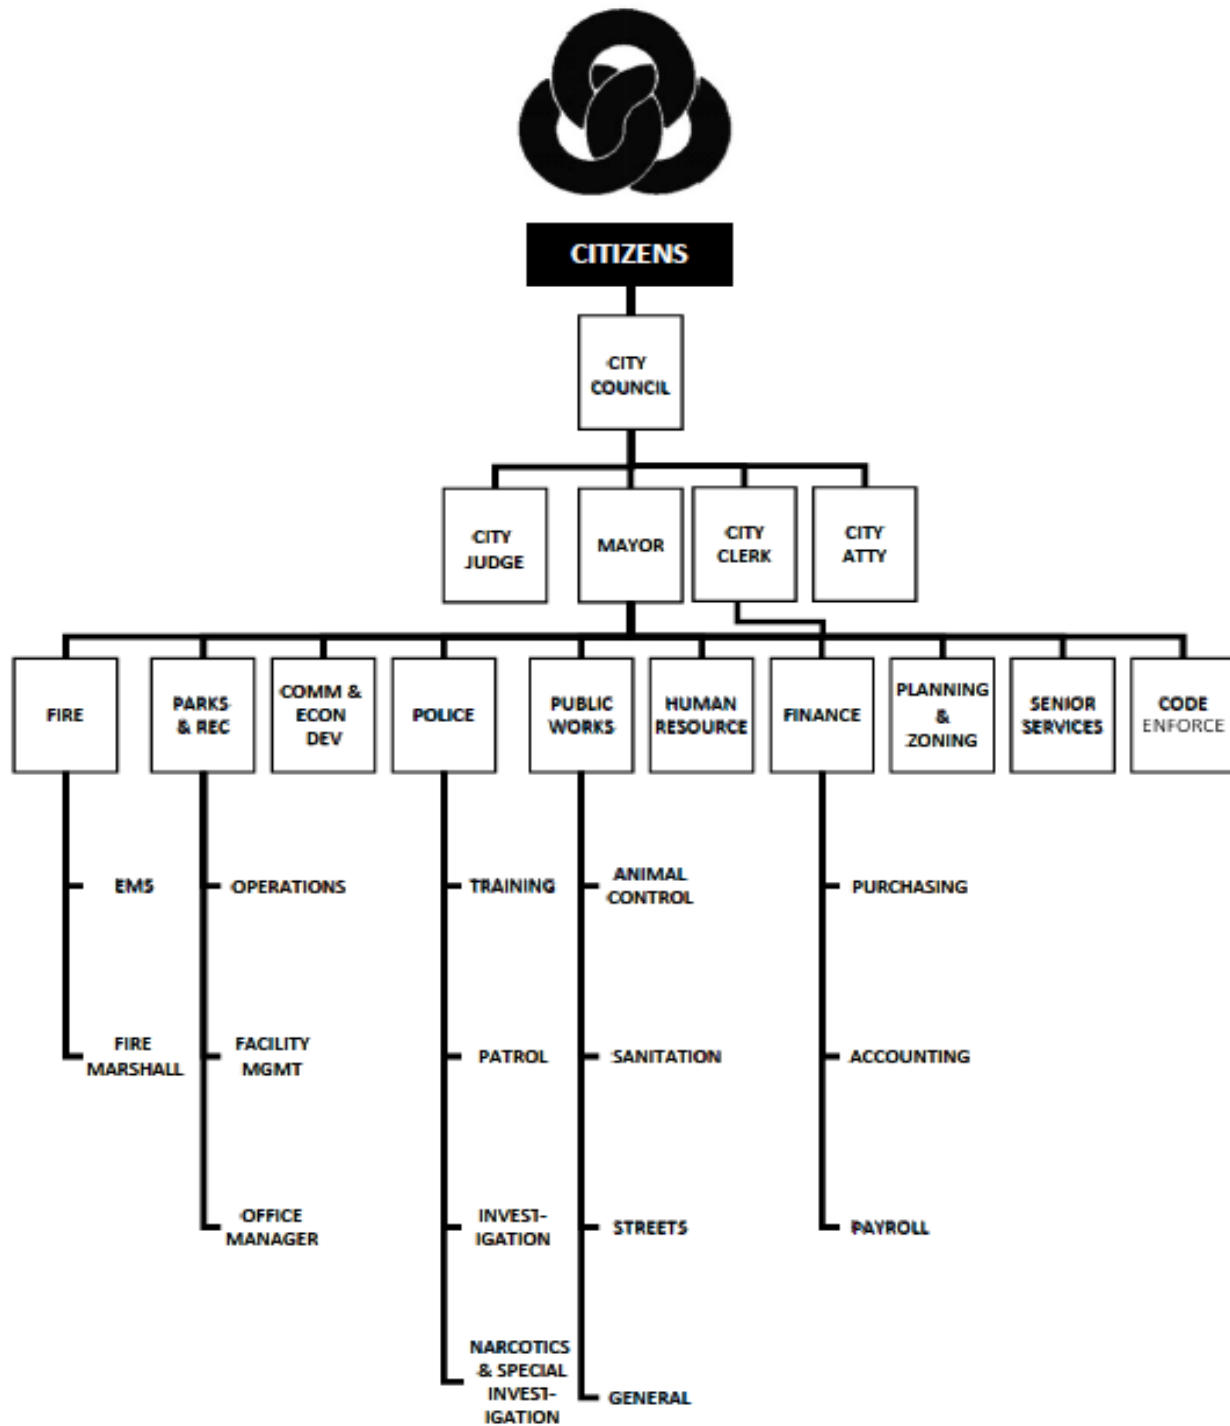 CITIZENS
CITY
COUNCIL
CITY
JUDGE
MAYOR
CITY
CLERK
CITY
ATTY
FIRE
PARKS
& REC
COMM &
ECON
DEV
POLICE
PUBLIC
WORKS
HUMAN
RESOURCE
FINANCE
PLANNING
&
ZONING
SENIOR
SERVICES
CODE
ENFORCE
EMS
OPERATIONS
TRAINING
ANIMAL
CONTROL
PURCHASING
FIRE
MARSHALL
FACILITY
MGMT
PATROL
SANITATION
ACCOUNTING
OFFICE
MANAGER
INVEST-
IGATION
STREETS
PAYROLL
NARCOTICS
& SPECIAL
INVEST-
IGATION
GENERAL